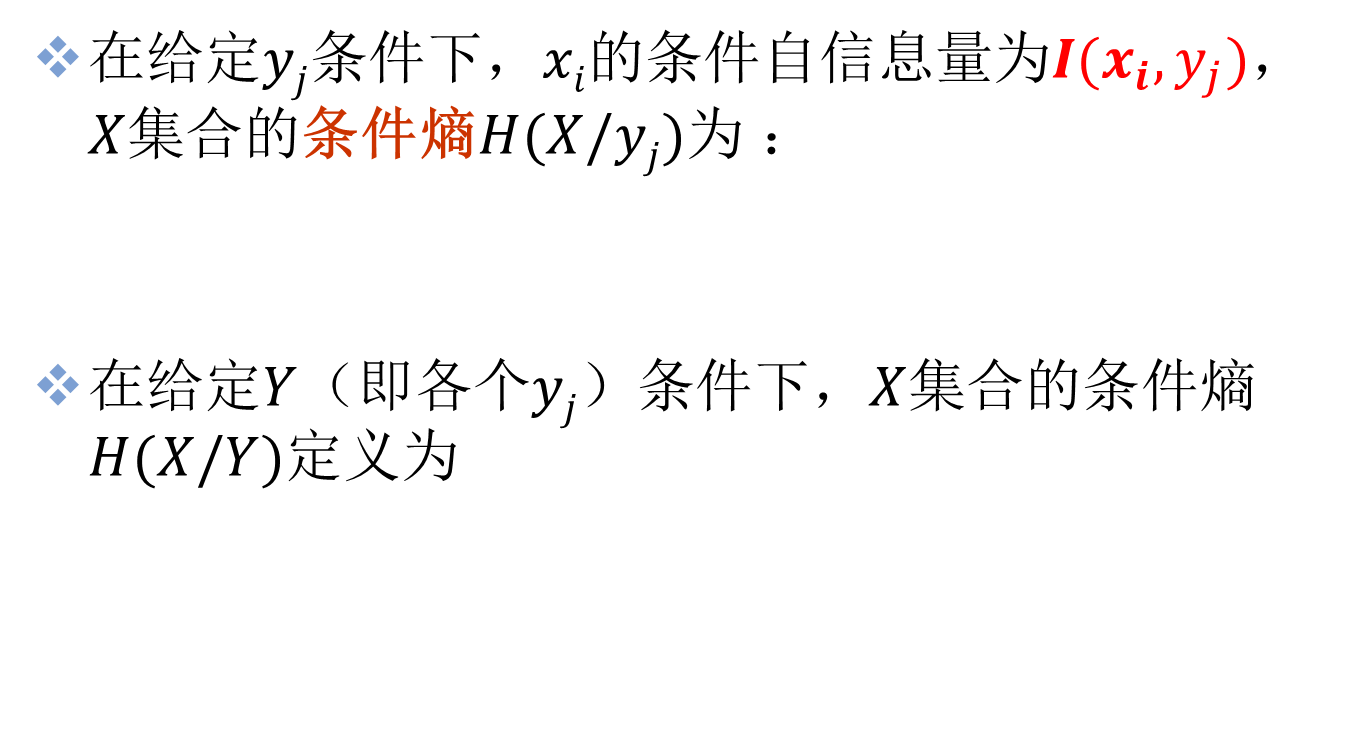 ❖在给定y_j条件下，x_i的条件自信息量为I(x_i, y_j)，
X集合的条件熵H(X/y_j)为：
❖在给定Y（即各个y_j）条件下，X集合的条件熵
H(X/Y)定义为